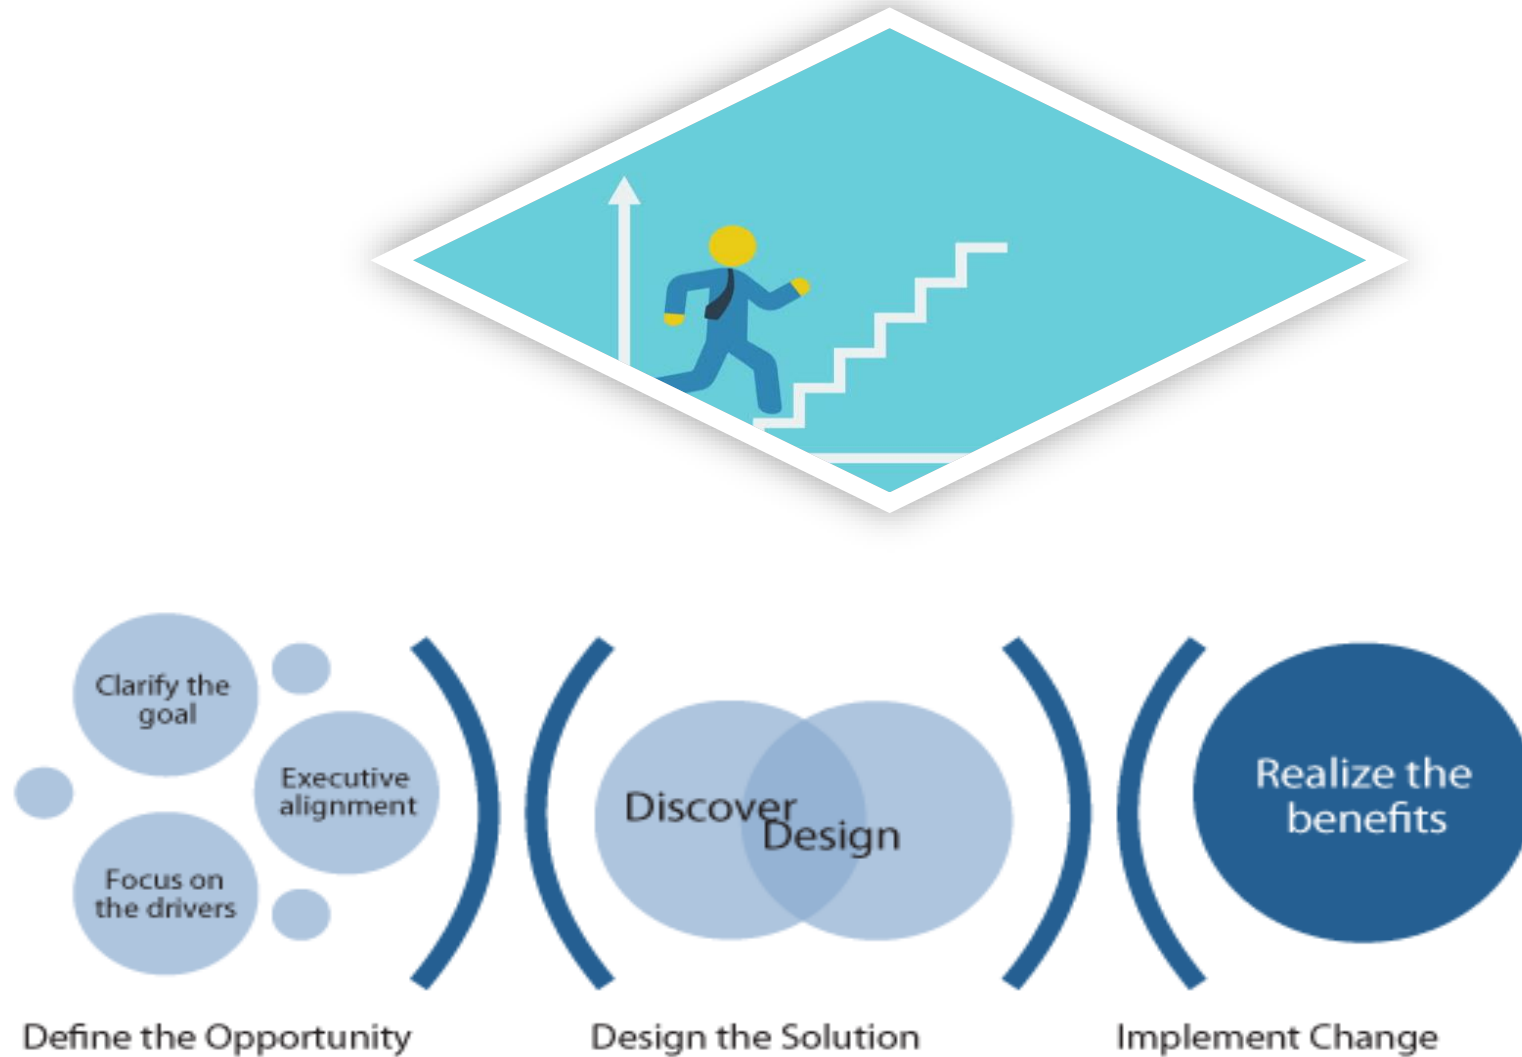 Clarify the
goal
Executive
alignment
Focus on
the drivers
Define the Opportunity
Discover
Design
Design the Solution
Realize the
benefits
Implement Change